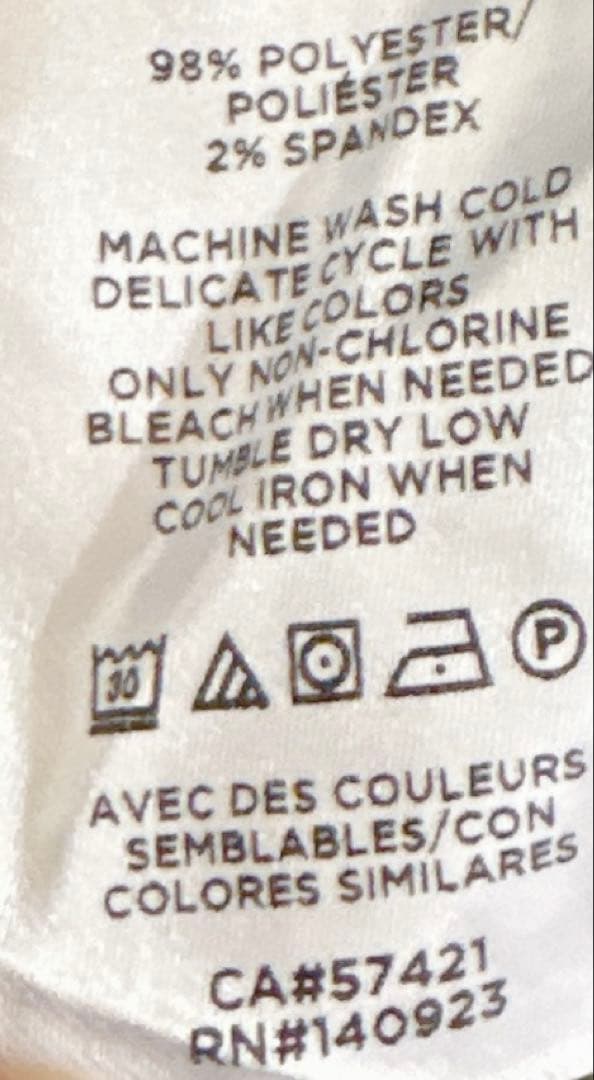 98% POLYESTER/
POLIÉSTER
2% SPANDEX
MACHINE WASH COLD
DELICATE CYCLE WITH
LIKE COLORS
ONLY NON-CHLORINE
BLEACH WHEN NEEDED
TUMBLE DRY LOW
COOL IRON WHEN
NEEDED
30 P
AVEC DES COULEURS
SEMBLABLES/CON
COLORES SIMILARES
CA#57421
RN#140923